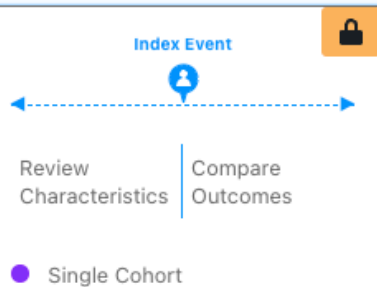 Index Event
Review Compare
Characteristics Outcomes
Single Cohort